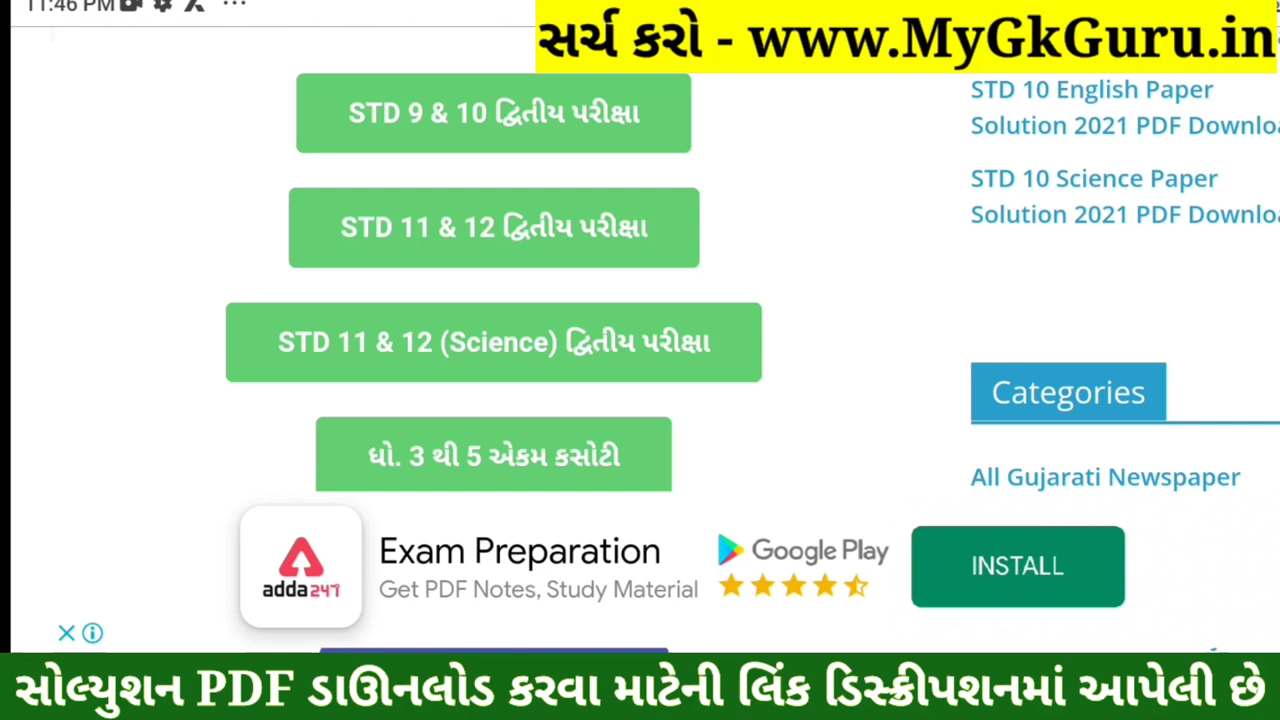 11:46 PM
સર્ચ કરો - www.MyGkGuru.in
STD 9 & 10 દ્વિતીય પરીક્ષા
STD 11 & 12 દ્વિતીય પરીક્ષા
STD 11 & 12 (Science) દ્વિતીય પરીક્ષા
ધો. 3 થી 5 એકમ કસોટી
STD 10 English Paper
Solution 2021 PDF Downlo
STD 10 Science Paper
Solution 2021 PDF Downlo
Categories
All Gujarati Newspaper
adda247
Exam Preparation
Get PDF Notes, Study Material
Google Play
INSTALL
સોલ્યુશન PDF ડાઊનલોડ કરવા માટેની લિંક ડિસ્ક્રીપશનમાં આપેલી છે